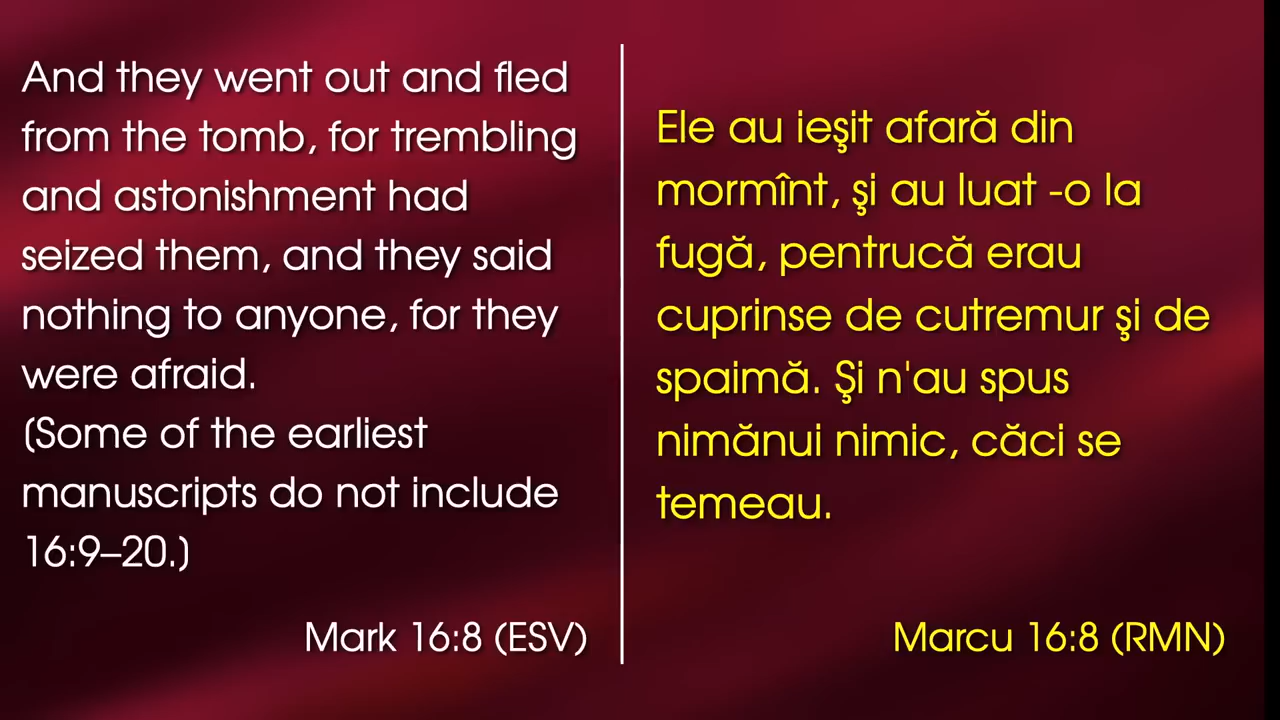 And they went out and fled
from the tomb, for trembling
and astonishment had
seized them, and they said
nothing to anyone, for they
were afraid.
(Some of the earliest
manuscripts do not include
16:9–20.)
Mark 16:8 (ESV)
Ele au ieşit afară din
mormînt, şi au luat -o la
fugă, pentrucă erau
cuprinse de cutremur şi de
spaimă. Şi n'au spus
nimănui nimic, căci se
temeau.
Marcu 16:8 (RMN)